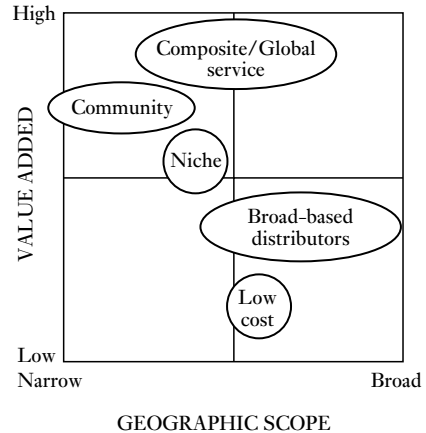 High
Composite/Global
service
Community
Niche
VALUE ADDED
Broad-based
distributors
Low
cost
Low
Narrow
Broad
GEOGRAPHIC SCOPE